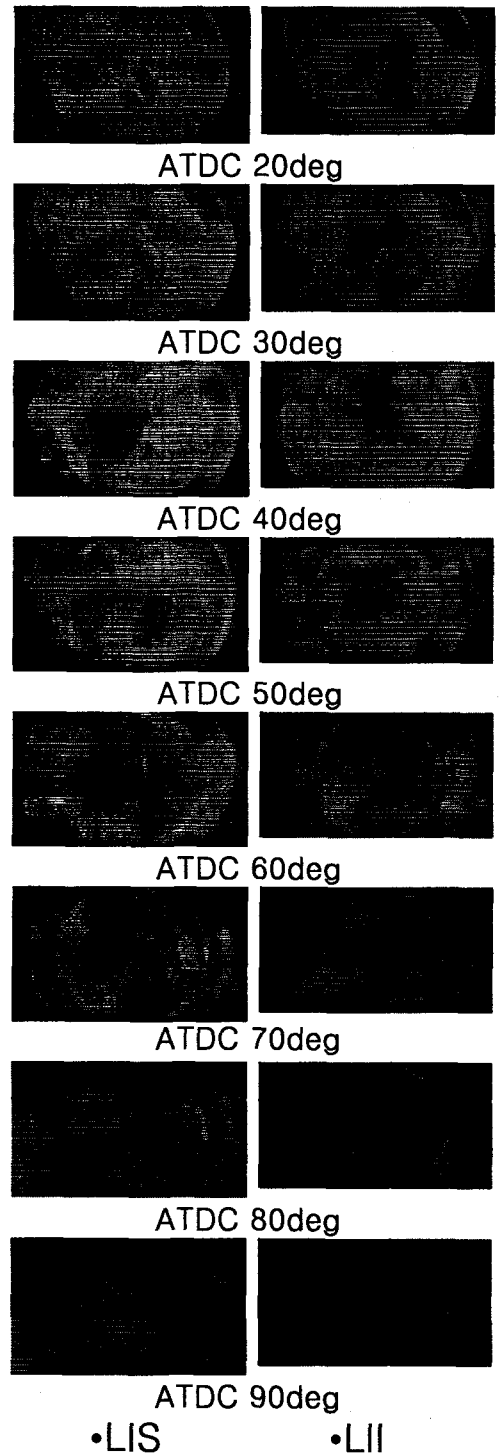 ATDC 20deg
ATDC 30deg
ATDC 40deg
ATDC 50deg
ATDC 60deg
ATDC 70deg
ATDC 80deg
ATDC 90deg
•LIS •LII